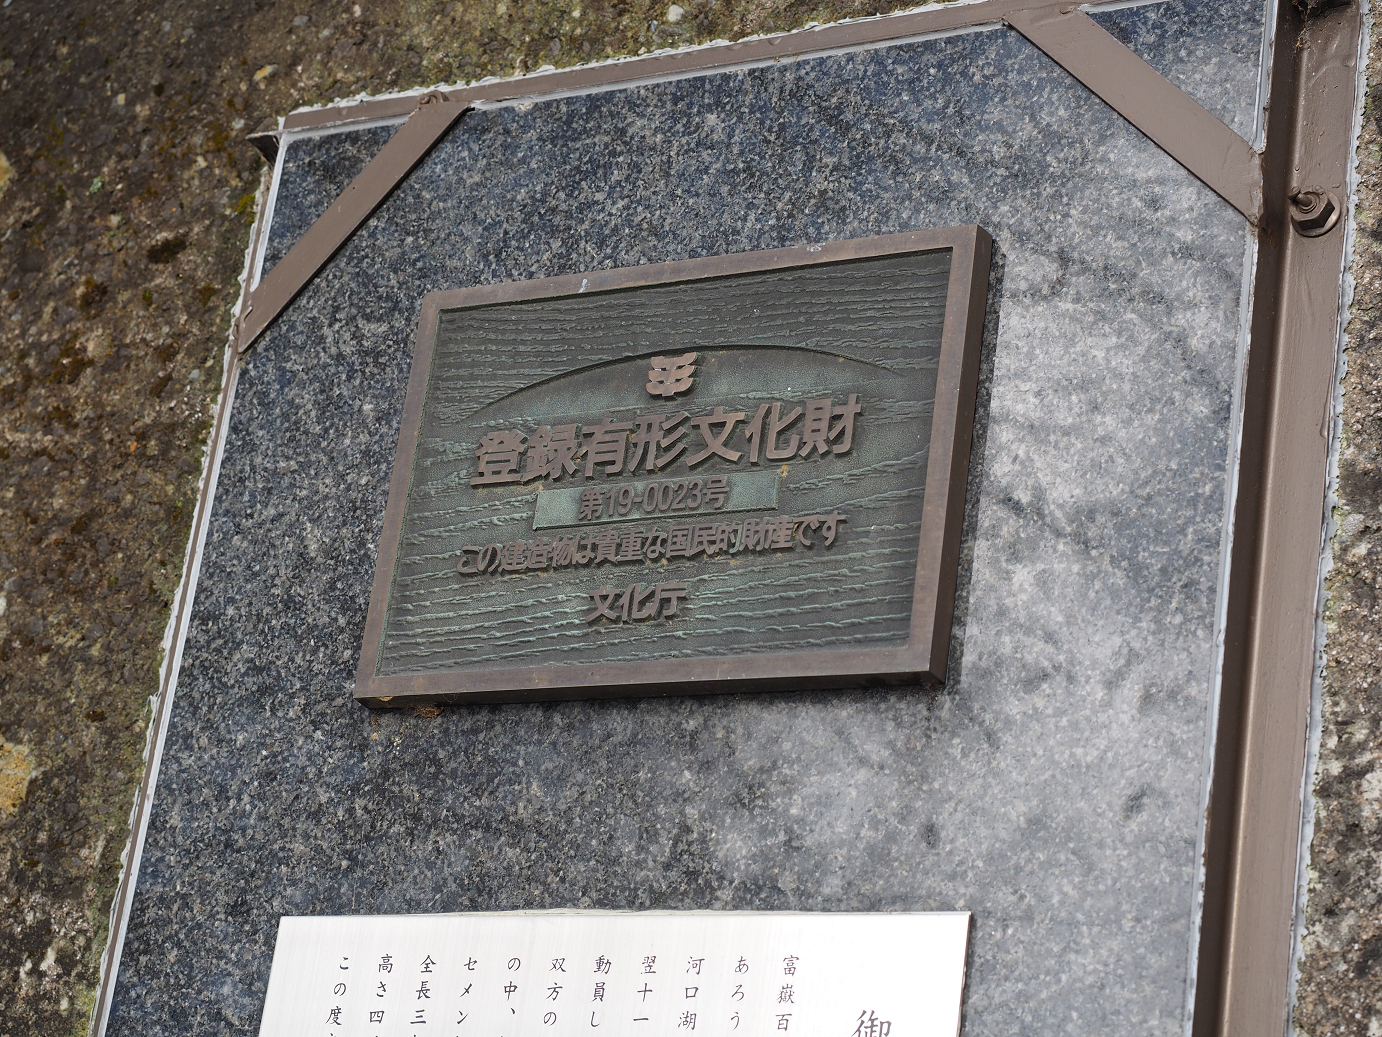 登録有形文化財
第19-0023号
この建造物は貴重な国民的財産です
文化庁
御
富嶽百
あろう
河口湖
翌十一
動員し
双方の
の中、
セメン
全長三
高さ四
この度